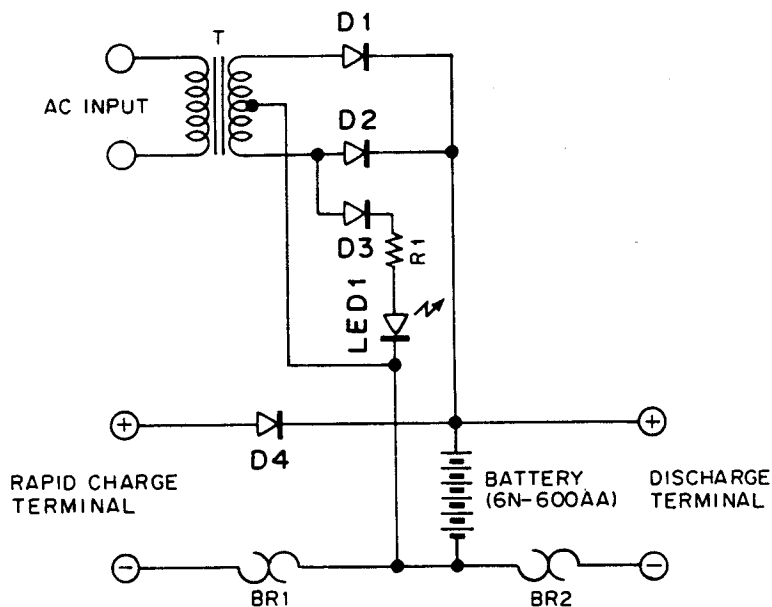 D1
T
AC INPUT
D2
D3
R1
LED1
+
+
D4
RAPID CHARGE
TERMINAL
BATTERY
(6N-600AA)
DISCHARGE
TERMINAL
−
−
BR1
BR2